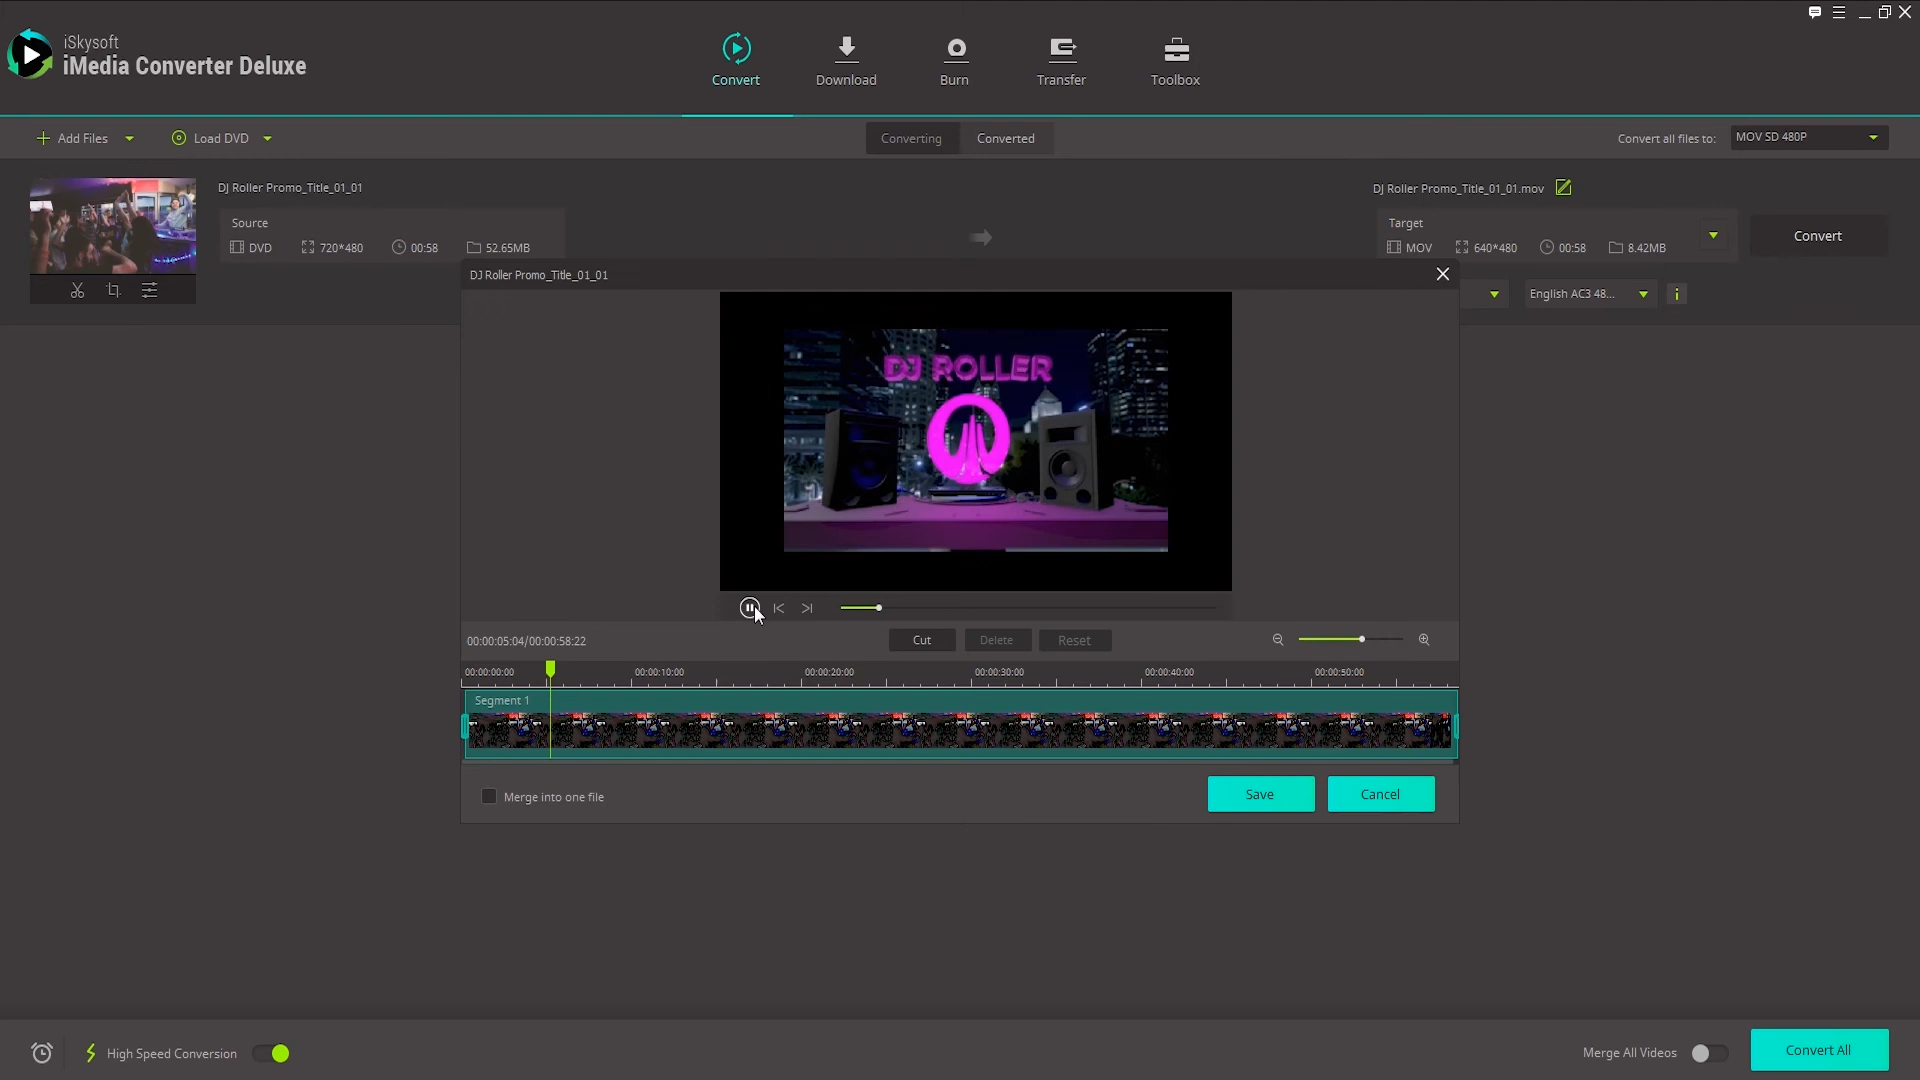 iSkysoft
iMedia Converter Deluxe
Convert
Download
Burn
Transfer
Toolbox
Add Files
Load DVD
Converting
Converted
Convert all files to:
MOV SD 480P
DJ Roller Promo_Title_01_01
DJ Roller Promo_Title_01_01.mov
Source
DVD
720*480
00:58
52.65MB
Target
MOV
640*480
00:58
8.42MB
Convert
English AC3 48...
DJ Roller Promo_Title_01_01
DJ ROLLER
00:00:05:04/00:00:58:22
Cut
Delete
Reset
00:00:00:00
00:00:10:00
00:00:20:00
00:00:30:00
00:00:40:00
00:00:50:00
Segment 1
Merge into one file
Save
Cancel
High Speed Conversion
Merge All Videos
Convert All